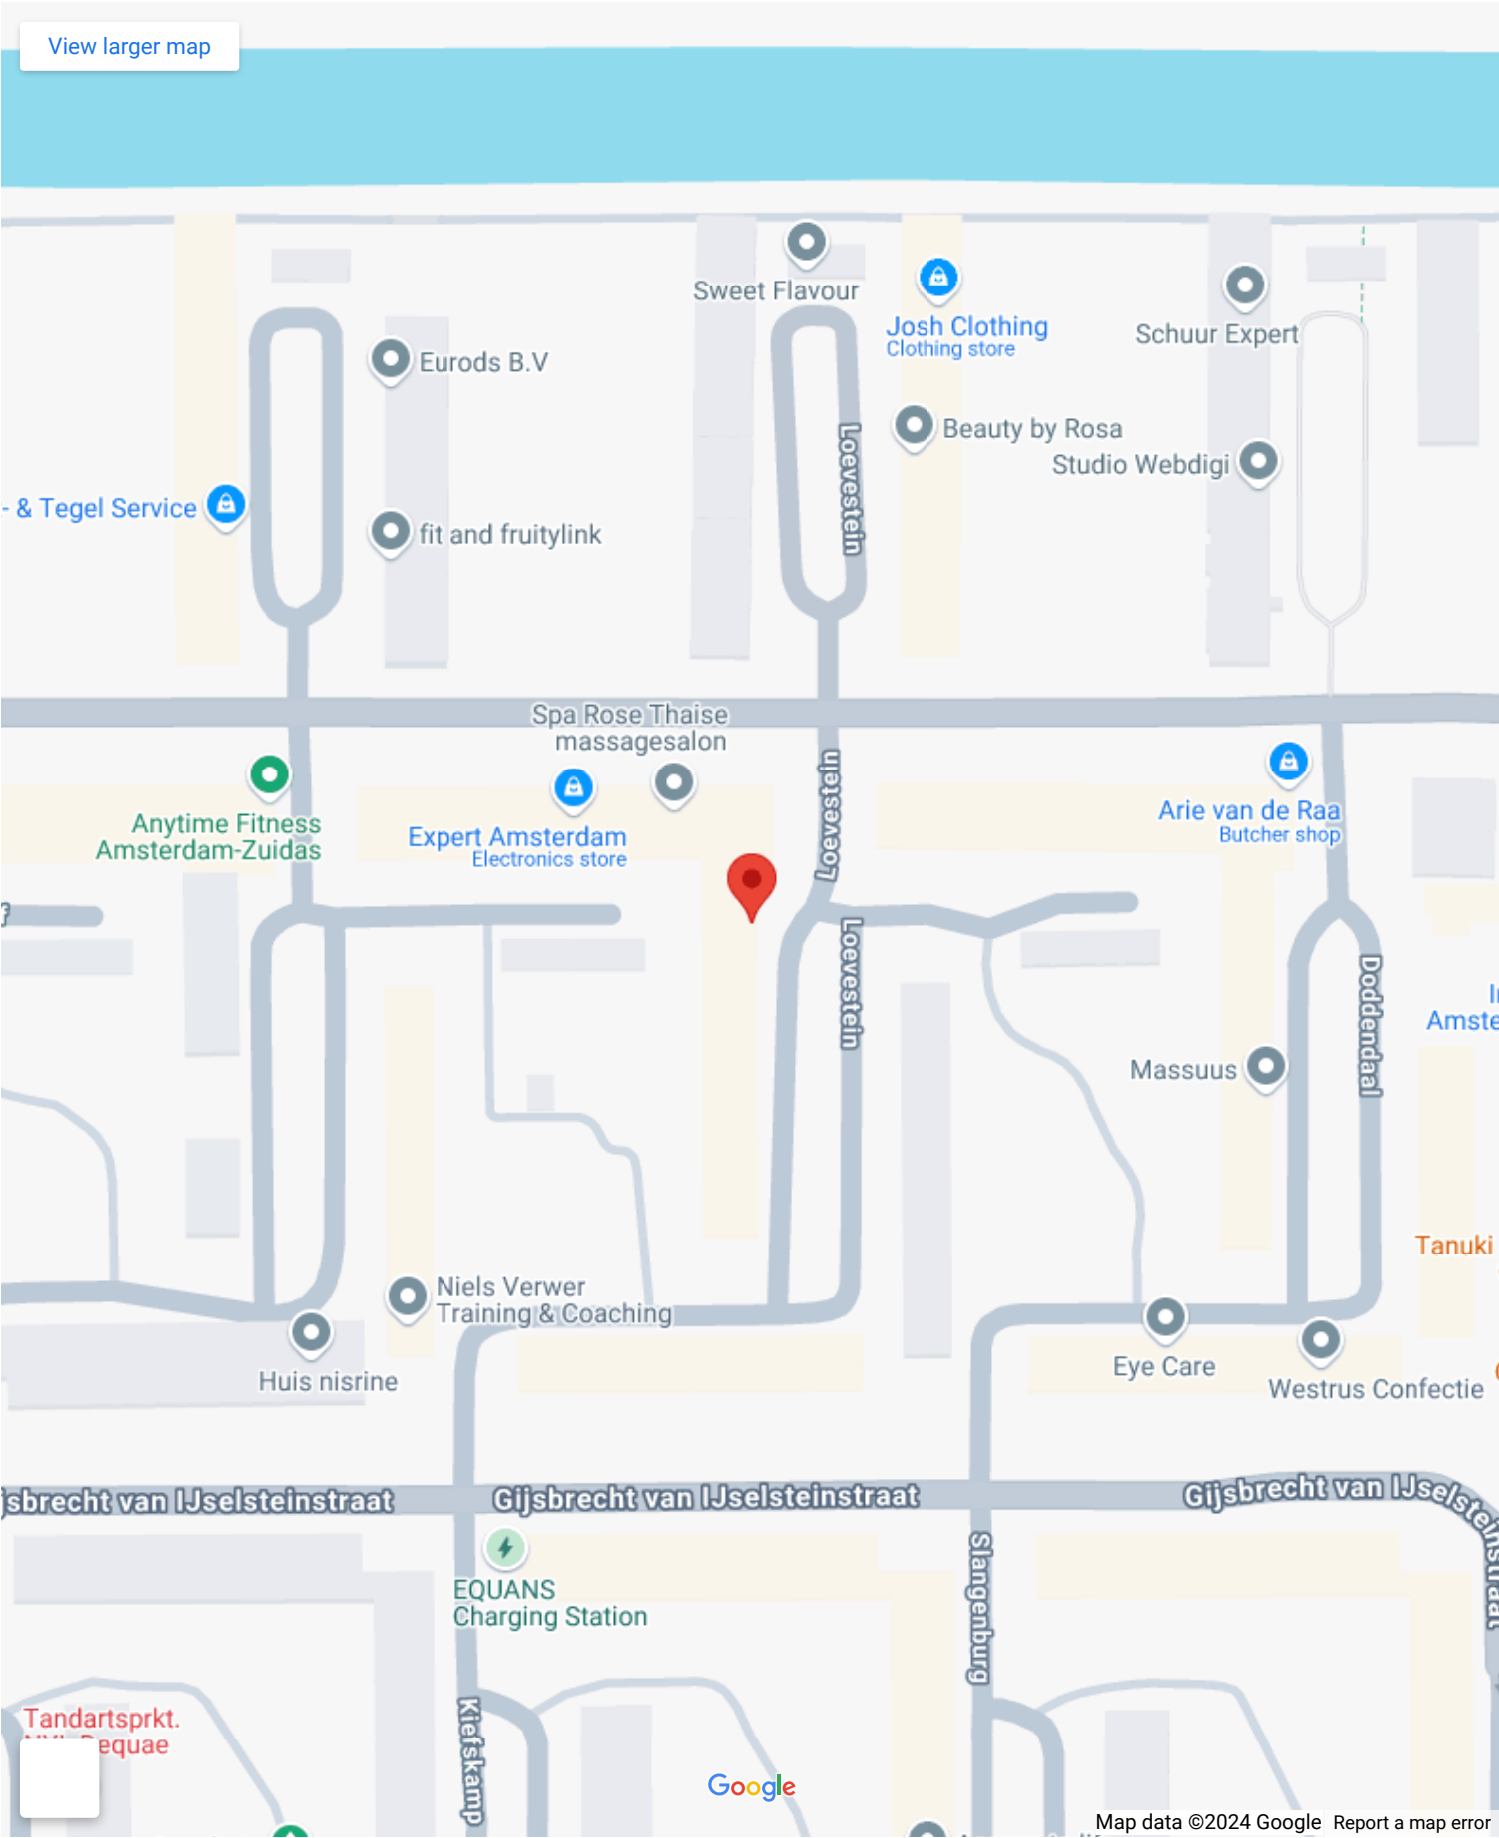 View larger map
Sweet Flavour
Josh Clothing
Clothing store
Schuur Expert
Eurods B.V
Loevestein
Beauty by Rosa
Studio Webdigi
- & Tegel Service
fit and fruitylink
Spa Rose Thaise
massagesalon
Loevestein
Anytime Fitness
Amsterdam-Zuidas
Expert Amsterdam
Electronics store
Arie van de Raa
Butcher shop
Loevestein
Doddendaal
Amste
Massuus
Tanuki
Niels Verwer
Training & Coaching
Huis nisrine
Eye Care
Westrus Confectie
jsbrecht van IJselsteinstraat
Gijsbrecht van IJselsteinstraat
Gijsbrecht van IJselsteinstraat
EQUANS
Charging Station
Slangenburg
Kiefskamp
Tandartsprkt.
Google
Map data ©2024 Google
Report a map error